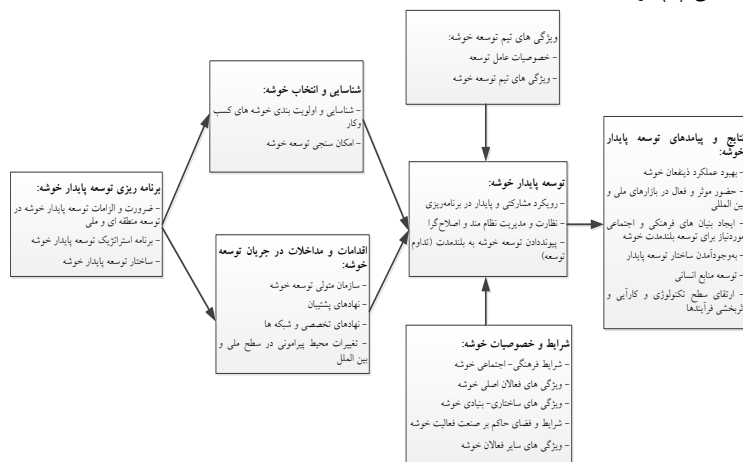 ویژگی های تیم توسعه خوشه:
- خصوصیات عامل توسعه
- ویژگی های تیم توسعه خوشه
شناسایی و انتخاب خوشه:
- شناسایی و اولویت بندی خوشه های کسب
وکار
- امکان سنجی توسعه خوشه
نتایج و پیامدهای توسعه پایدار
خوشه:
- بهبود عملکرد ذینفعان خوشه
- حضور موثر و فعال در بازارهای ملی و
بین المللی
- ایجاد بنیان های فرهنگی و اجتماعی
موردنیاز برای توسعه بلندمدت خوشه
- به‌وجودآمدن ساختار توسعه پایدار
- توسعه منابع انسانی
- ارتقای سطح تکنولوژی و کارآیی و
ثربخشی فرآیندها
توسعه پایدار خوشه:
- رویکرد مشارکتی و پایدار در برنامه‌ریزی
- نظارت و مدیریت نظام مند و اصلاح‌گرا
- پیونددادن توسعه خوشه به بلندمدت (تداوم
توسعه)
برنامه ریزی توسعه پایدار خوشه:
- ضرورت و الزامات توسعه پایدار خوشه در
توسعه منطقه ای و ملی
- برنامه استراتژیک توسعه پایدار خوشه
- ساختار توسعه پایدار خوشه
اقدامات و مداخلات در جریان توسعه
خوشه:
- سازمان متولی توسعه خوشه
- نهادهای پشتیبان
- نهادهای تخصصی و شبکه ها
- تغییرات محیط پیرامونی در سطح ملی و
بین الملل
شرایط و خصوصیات خوشه:
- شرایط فرهنگی- اجتماعی خوشه
- ویژگی های فعالان اصلی خوشه
- ویژگی های ساختاری- بنیادی خوشه
- شرایط و فضای حاکم بر صنعت فعالیت خوشه
- ویژگی های سایر فعالان خوشه